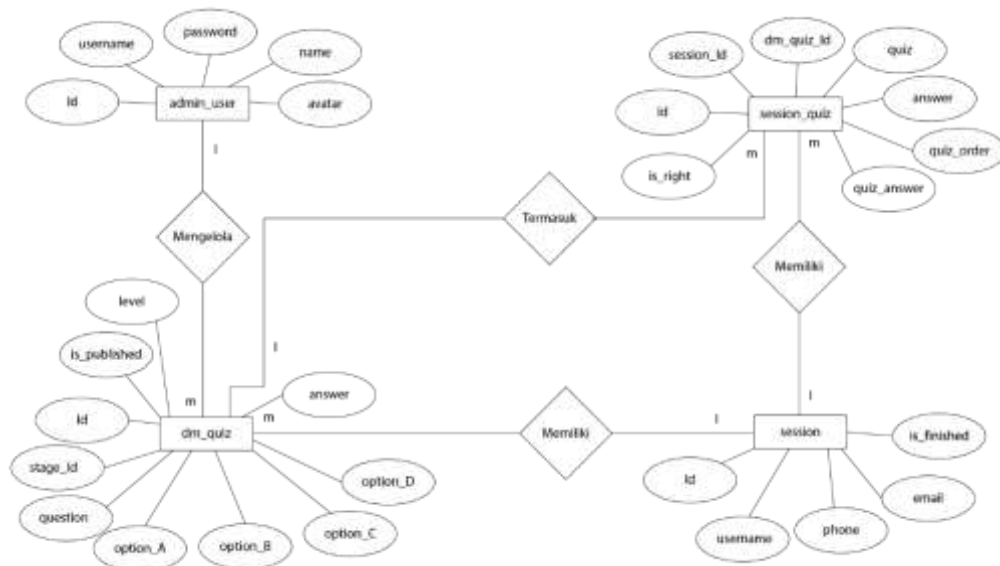 password
username
name
Id
admin_user
avatar
l
Mengelola
level
is_published
Id
m
m
answer
dm_quiz
stage_Id
question
option_A
option_B
option_C
option_D
l
Termasuk
Memiliki
l
dm_quiz_Id
session_Id
quiz
Id
session_quiz
answer
m
m
quiz_order
is_right
quiz_answer
Memiliki
l
session
is_finished
Id
email
username
phone